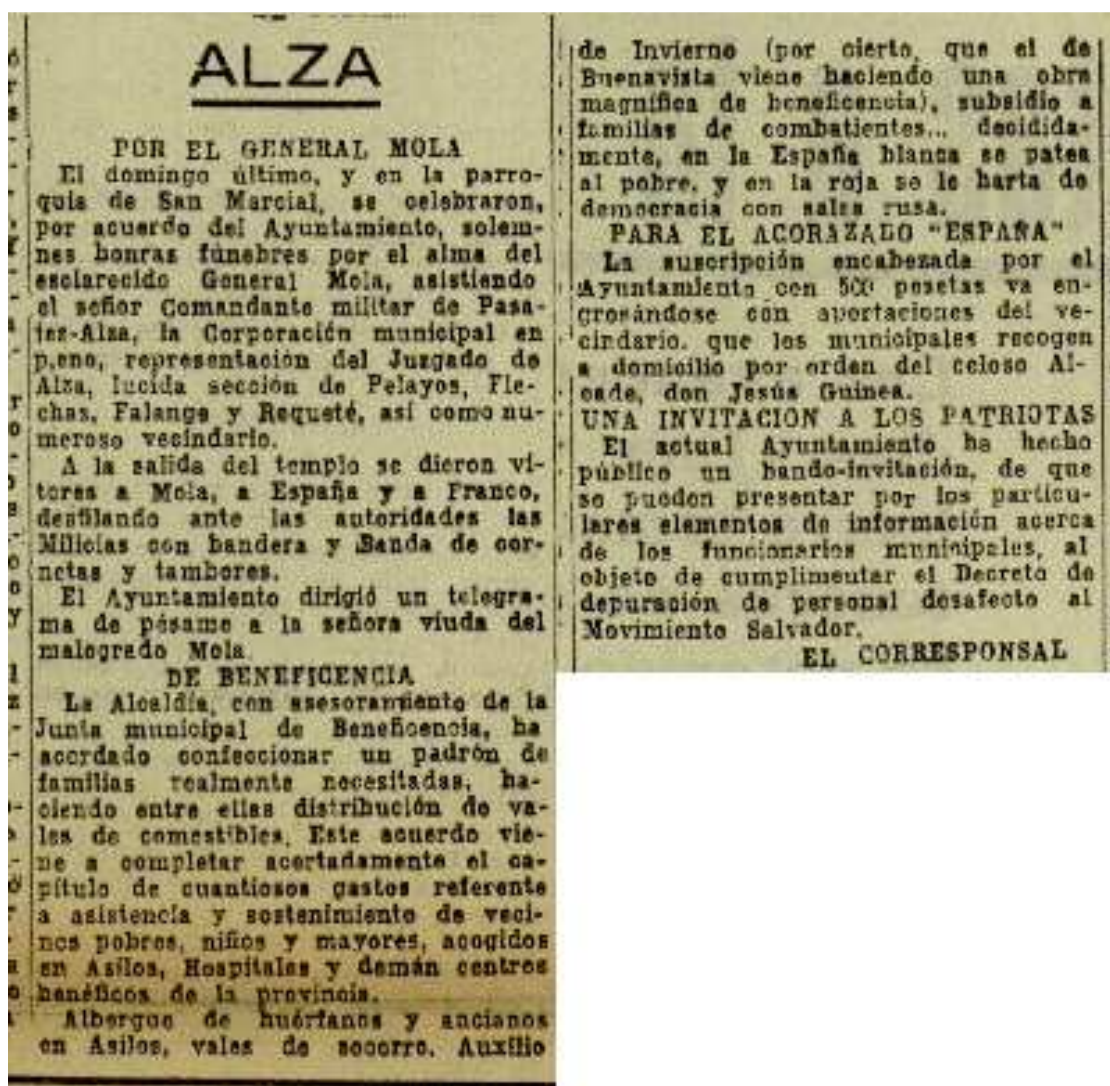 ALZA
POR EL GENERAL MOLA
El domingo último, y en la parro-
quia de San Marcial, se celebraron,
por acuerdo del Ayuntamiento, solem-
nes honras fúnebres por el alma del
esclarecido General Mola, asistiendo
el señor Comandante militar de Pasa-
jes-Alza, la Corporación municipal en
p.eno, representación del Juzgado de
Alza, lucida sección de Pelayos, Fle-
chas, Falange y Requeté, así como nu-
meroso vecindario.
A la salida del templo se dieron ví-
tores a Mola, a España y a Franco,
desfilando ante las autoridades las
Milicias con bandera y Banda de cor-
netas y tambores.
El Ayuntamiento dirigió un telegra-
ma de pésame a la señora viuda del
malogrado Mola
DE BENEFICENCIA
La Alcaldía, con asesoramiento de la
Junta municipal de Beneficencia, ha
acordado confeccionar un padrón de
familias realmente necesitadas, ha-
ciendo entre ellas distribución de va-
les de comestibles. Este acuerdo vie-
ne a completar acertadamente el ca-
pítulo de cuantiosos gastos referente
a asistencia y sostenimiento de veci-
nos pobres, niños y mayores, acogidos
en Asilos, Hospitales y demán centros
benéficos de la provincia.
Albergue de huérfanos y ancianos
en Asilos, vales de socorro. Auxilio
de Invierno (por cierto, que el de
Buenavista viene haciendo una obra
magnífica de beneficencia), subsidio a
familias de combatientes... decidida-
mente, en la España blanca se patea
al pobre, y en la roja se le harta de
democracia con salsa rusa.
PARA EL ACORAZADO "ESPAÑA"
La suscripción encabezada por el
Ayuntamiento con 500 pesetas va en-
grosándose con aportaciones del ve-
cindario. que los municipales recogen
a domicilio por orden del celoso Al-
cade, don Jesús Guinea.
UNA INVITACION A LOS PATRIOTAS
El actual Ayuntamiento ha hecho
público un bando-invitación, de que
se pueden presentar por los particu-
lares elementos de información acerca
de los funcionarios municipales, al
objeto de cumplimentar el Decreto de
depuración de personal desafecto al
Movimiento Salvador.
EL CORRESPONSAL